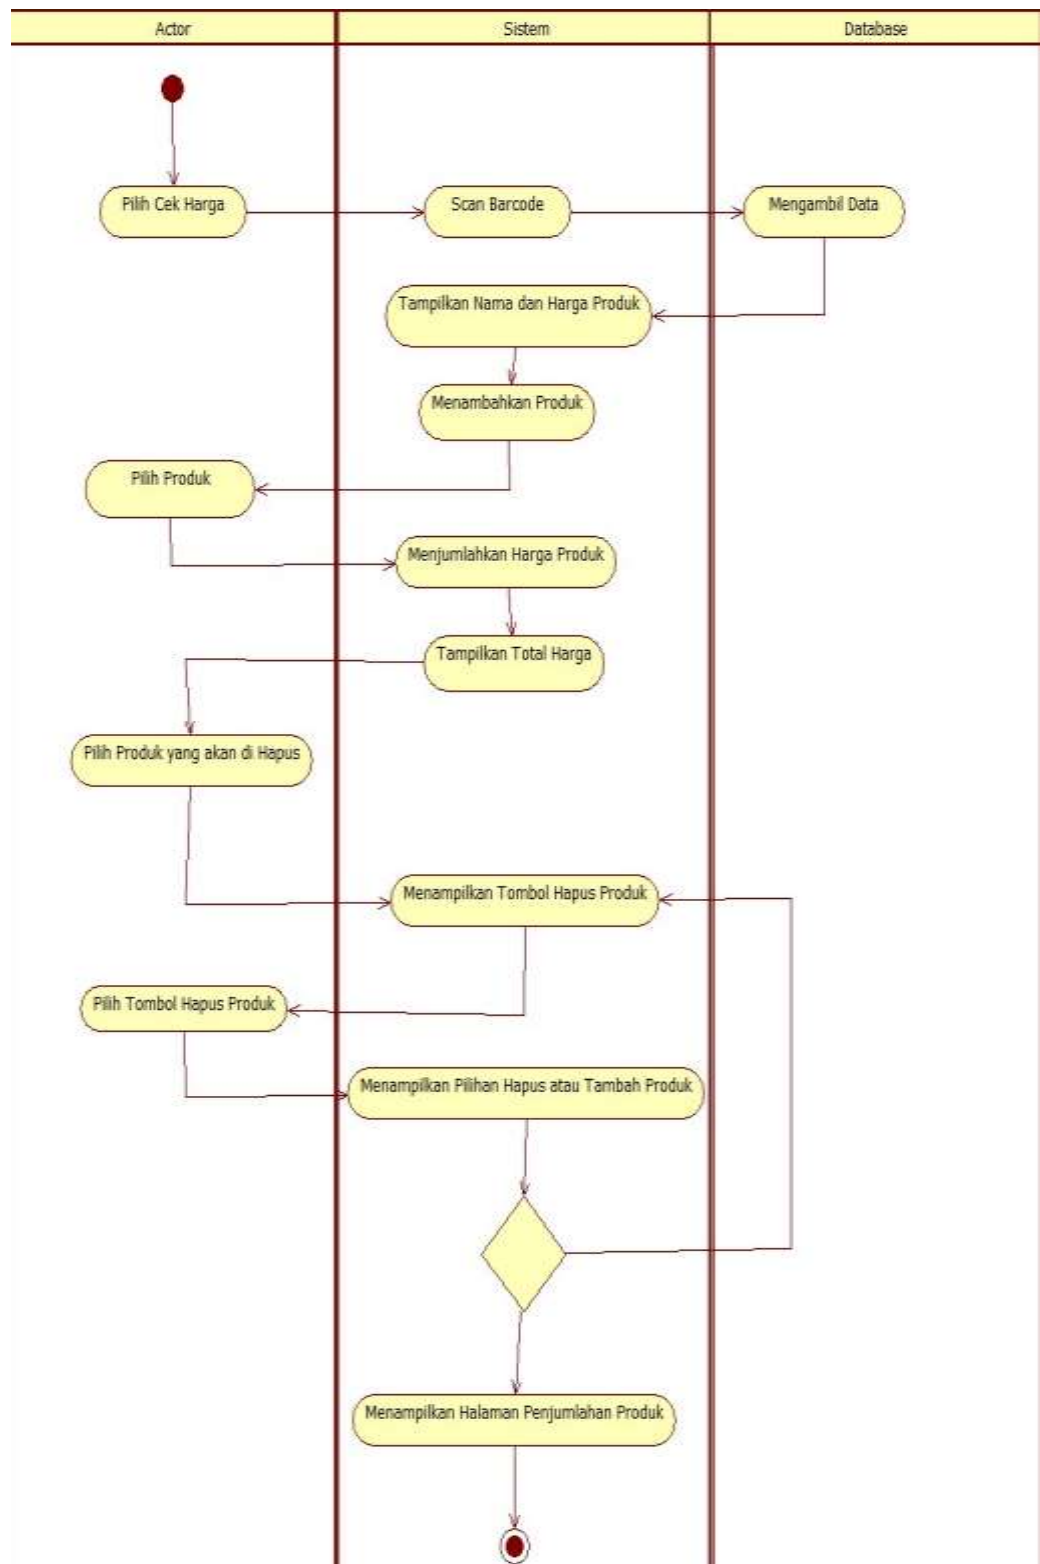 Actor
Sistem
Database
Pilih Cek Harga
Scan Barcode
Mengambil Data
Tampilkan Nama dan Harga Produk
Menambahkan Produk
Pilih Produk
Menjumlahkan Harga Produk
Tampilkan Total Harga
Pilih Produk yang akan di Hapus
Menampilkan Tombol Hapus Produk
Pilih Tombol Hapus Produk
Menampilkan Pilihan Hapus atau Tambah Produk
Menampilkan Halaman Penjumlahan Produk